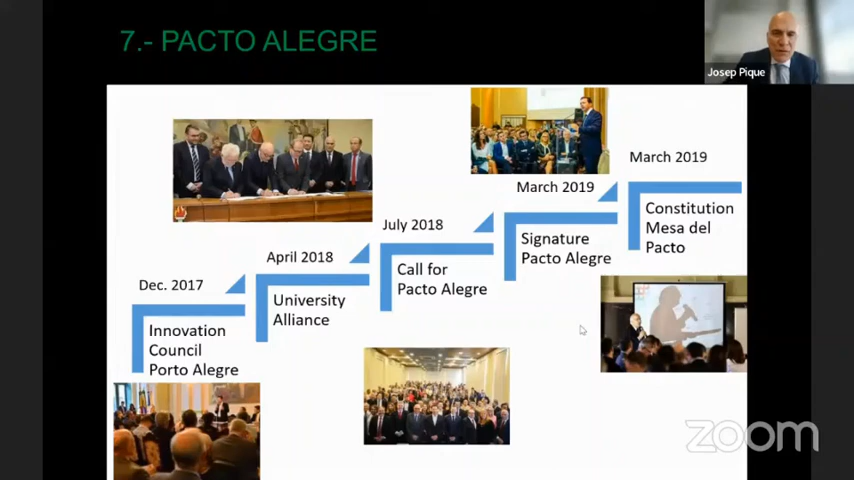 7.- PACTO ALEGRE
Josep Pique
March 2019
March 2019
Constitution
Mesa del
Pacto
July 2018
Signature
Pacto Alegre
April 2018
Call for
Pacto Alegre
Dec. 2017
University
Alliance
Innovation
Council
Porto Alegre
zoom